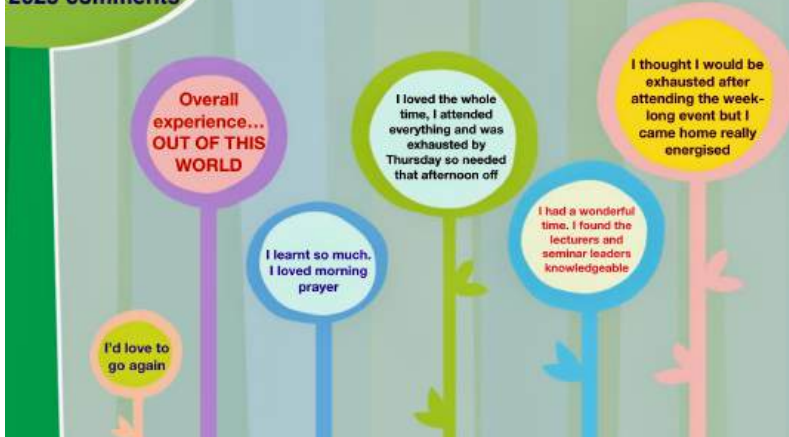 2023 comments
Overall
experience...
OUT OF THIS
WORLD
I loved the whole
time, I attended
everything and was
exhausted by
Thursday so needed
that afternoon off
I thought I would be
exhausted after
attending the week-
long event but I
came home really
energised
I learnt so much.
I loved morning
prayer
I had a wonderful
time. I found the
lecturers and
seminar leaders
knowledgeable
I'd love to
go again